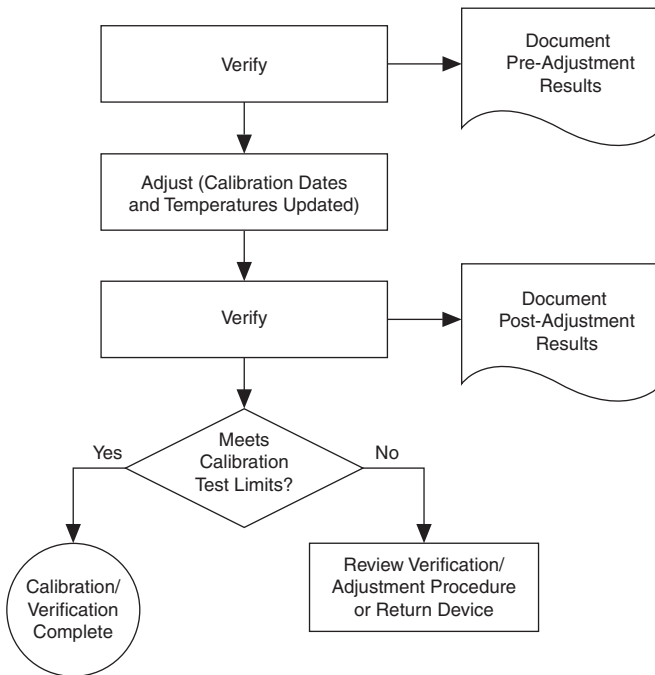 Verify
Document
Pre-Adjustment
Results
Adjust (Calibration Dates
and Temperatures Updated)
Verify
Document
Post-Adjustment
Results
Meets
Calibration
Test Limits?
Yes
No
Calibration/
Verification
Complete
Review Verification/
Adjustment Procedure
or Return Device